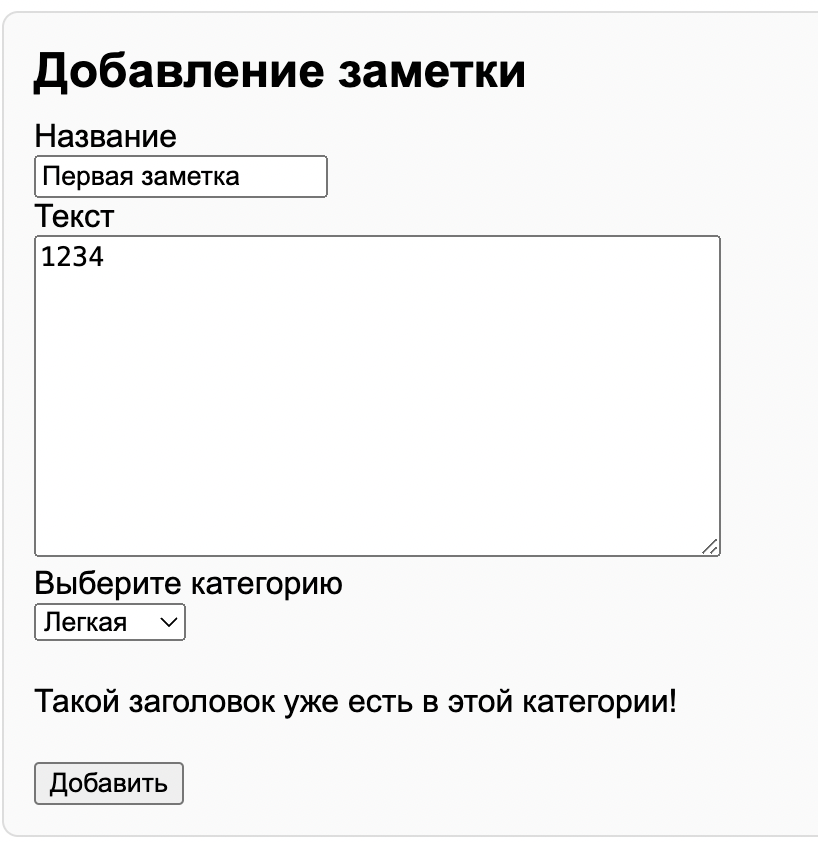 Добавление заметки
Название
Первая заметка
Текст
1234
Выберите категорию
Легкая
Такой заголовок уже есть в этой категории!
Добавить